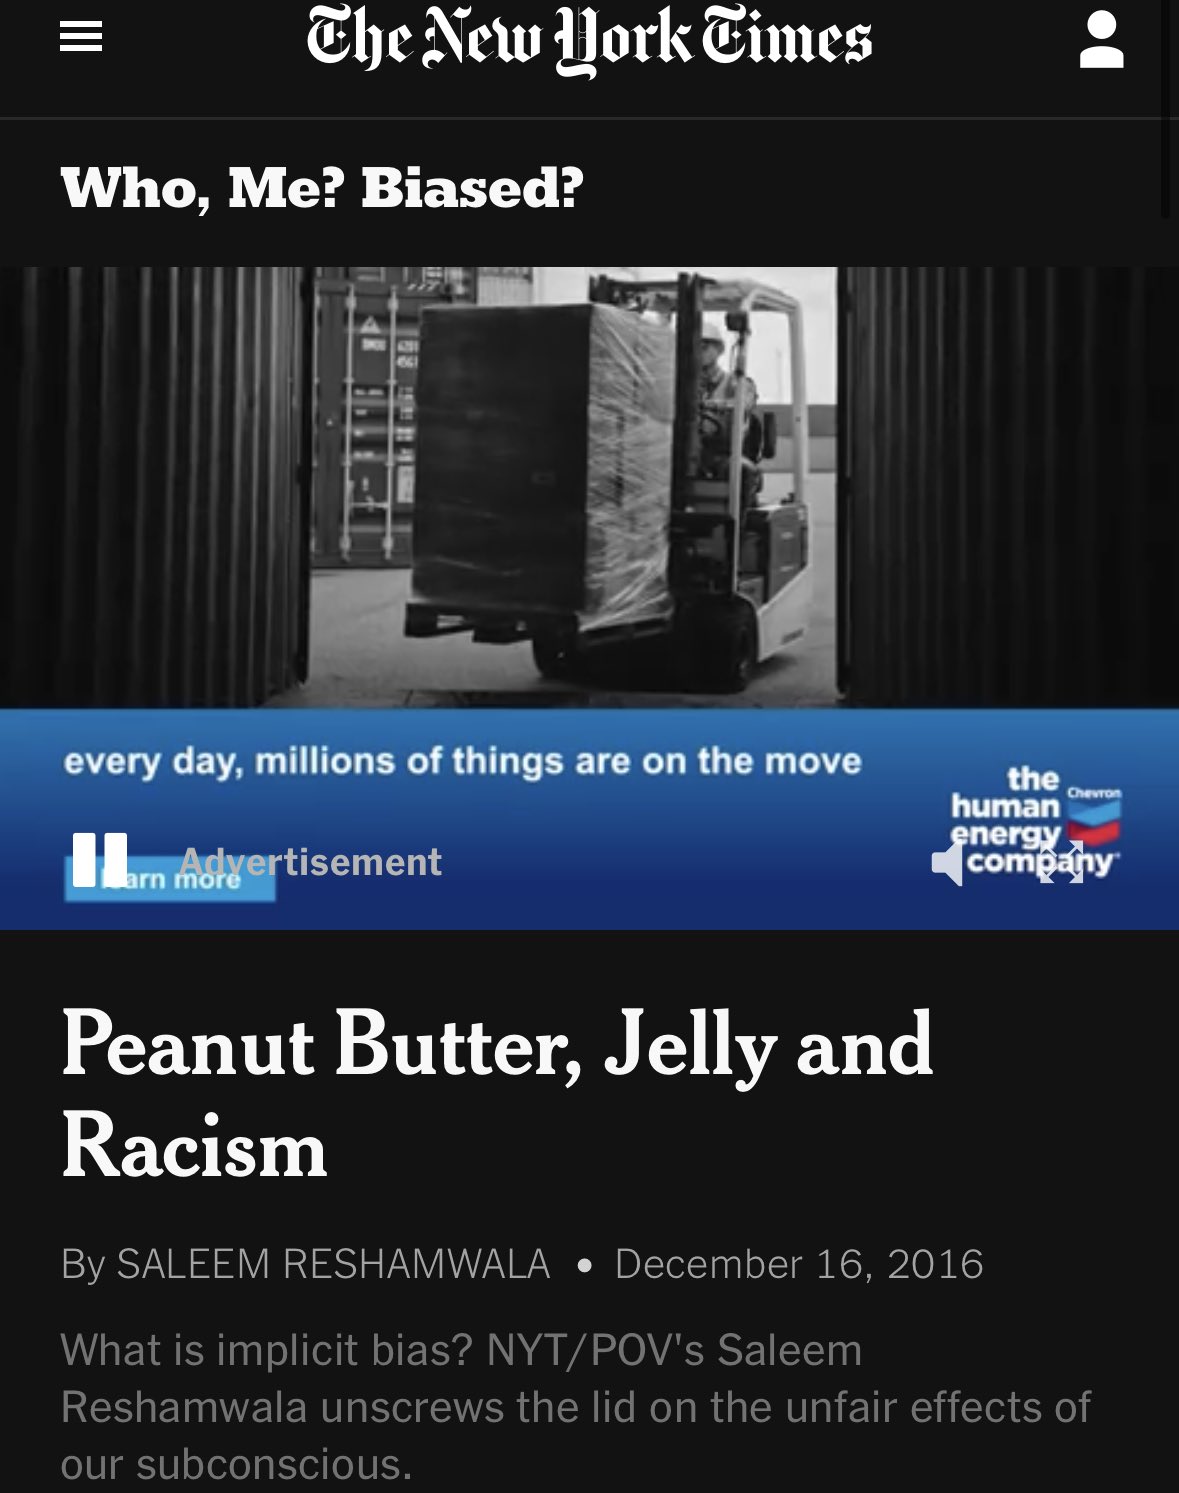 The New York Times
Who, Me? Biased?
every day, millions of things are on the move
the
human
energy
company
Chevron
Advertisement
arn more
Peanut Butter, Jelly and
Racism
By SALEEM RESHAMWALA • December 16, 2016
What is implicit bias? NYT/POV's Saleem
Reshamwala unscrews the lid on the unfair effects of
our subconscious.